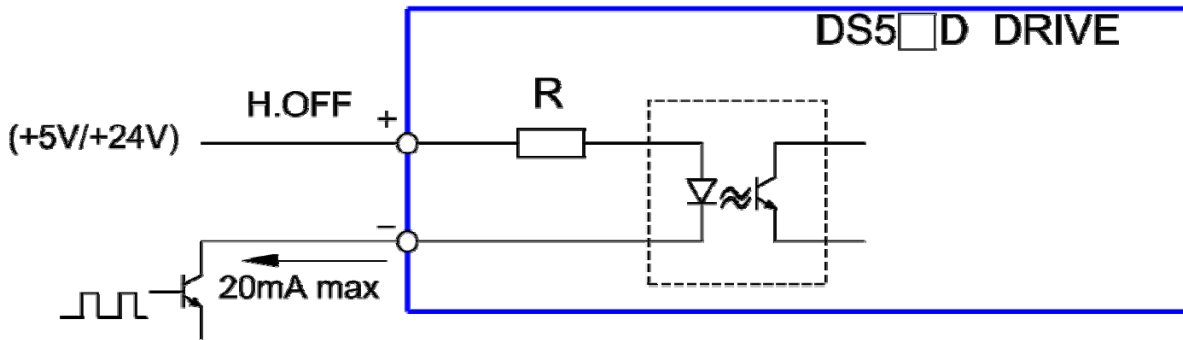 DS5□D DRIVE
H.OFF
R
+
(+5V/+24V)
−
20mA max